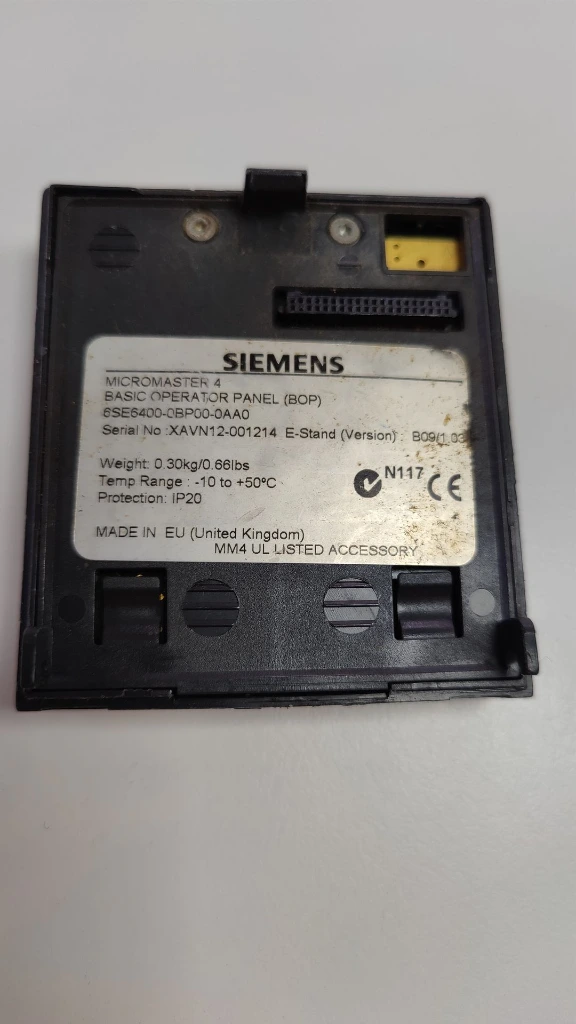 SIEMENS
MICROMASTER 4
BASIC OPERATOR PANEL (BOP)
6SE6400-0BP00-0AA0
Serial No :XAVN12-001214 E-Stand (Version) : B09/1.03
Weight: 0.30kg/0.66lbs
Temp Range : -10 to +50ºC
Protection: IP20
N117 CE
MADE IN EU (United Kingdom)
MM4 UL LISTED ACCESSORY